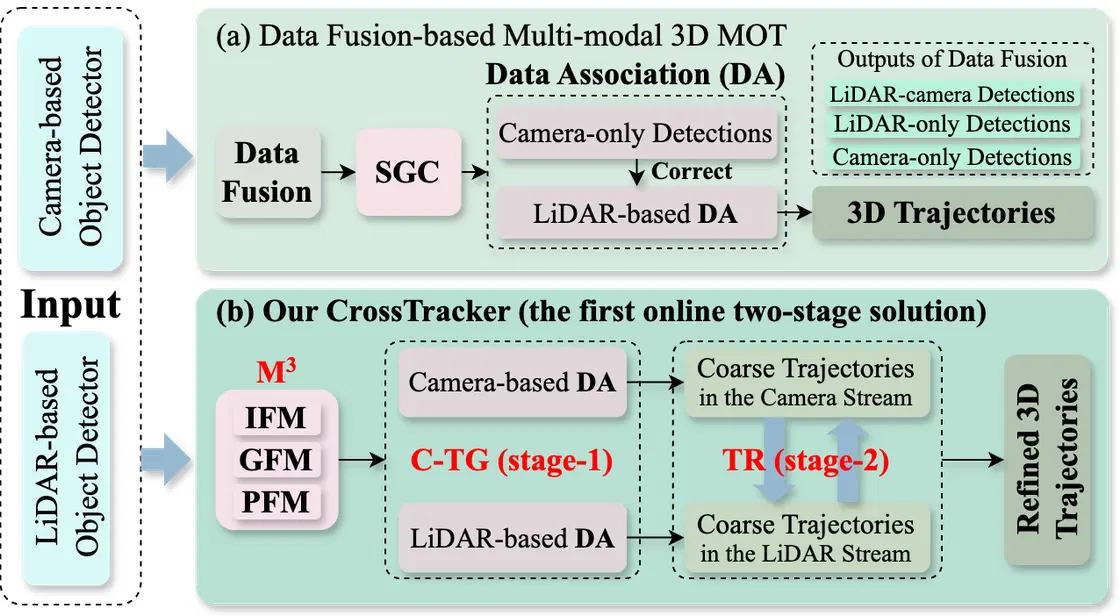 Camera-based
Object Detector
Input
LiDAR-based
Object Detector
(a) Data Fusion-based Multi-modal 3D MOT
Data Association (DA)
Data
Fusion
SGC
Camera-only Detections
Correct
LiDAR-based DA
Outputs of Data Fusion
LiDAR-camera Detections
LiDAR-only Detections
Camera-only Detections
3D Trajectories
(b) Our CrossTracker (the first online two-stage solution)
M³
IFM
GFM
PFM
Camera-based DA
C-TG (stage-1)
LiDAR-based DA
Coarse Trajectories
in the Camera Stream
TR (stage-2)
Coarse Trajectories
in the LiDAR Stream
Refined 3D
Trajectories